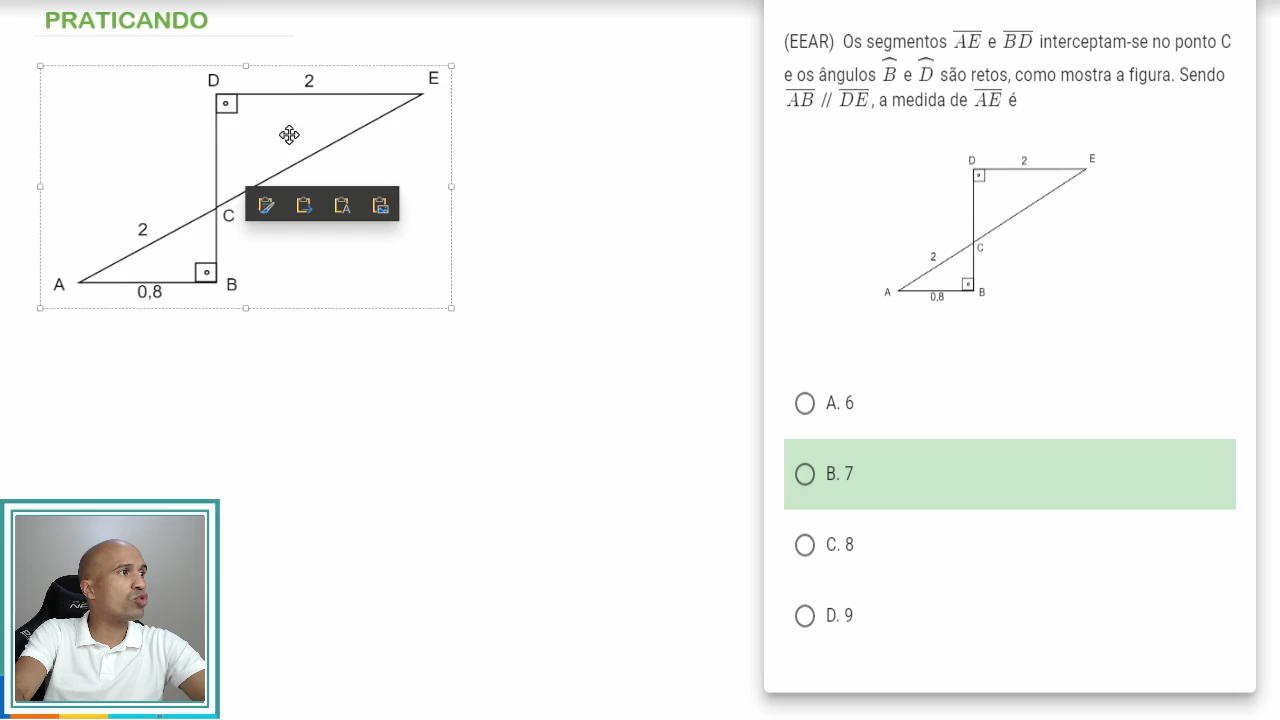 PRATICANDO
D
2
E
2
C
A
0,8
B
(EEAR) Os segmentos AE e BD interceptam-se no ponto C
e os ângulos B e D são retos, como mostra a figura. Sendo
AB // DE, a medida de AE é
D
2
E
C
2
A
0,8
B
A. 6
B. 7
C. 8
D. 9